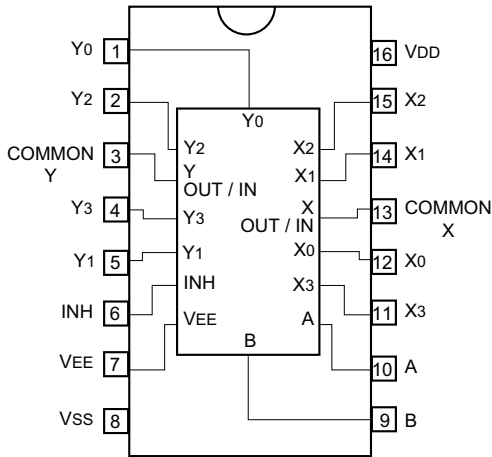 Y0 1
Y2 2
COMMON
Y 3
Y3 4
Y1 5
INH 6
VEE 7
VSS 8
Y0
Y2
Y
OUT / IN
Y3
Y1
INH
VEE
B
X2
X1
X
OUT / IN
X0
X3
A
16 VDD
15 X2
14 X1
13 COMMON
X
12 X0
11 X3
10 A
9 B